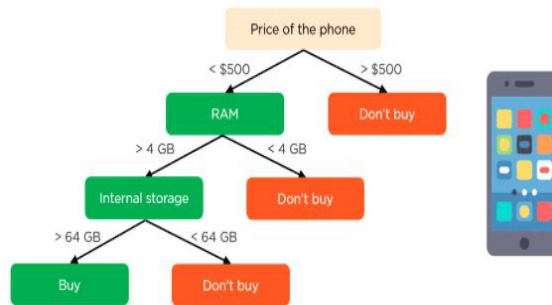 Price of the phone
< $500
> $500
RAM
Don't buy
> 4 GB
< 4 GB
Internal storage
Don't buy
> 64 GB
< 64 GB
Buy
Don't buy